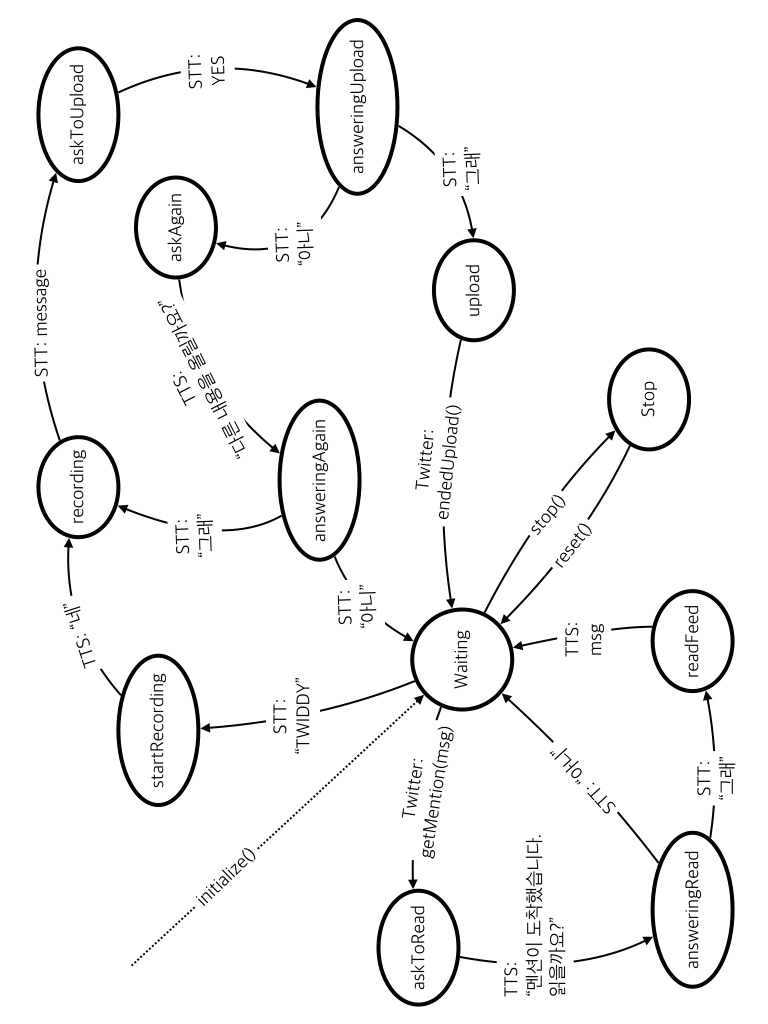 STT: message
recording
askToUpload
TTS: “네”
startRecording
askAgain
STT:
YES
STT:
“그래”
TTS:
“다른 내용을 올릴까요?”
initialize()
STT:
“TWIDDY”
STT:
“아니”
answeringAgain
STT:
“아니”
answeringUpload
askToRead
Twitter:
getMention(msg)
Waiting
Twitter:
endedUpload()
upload
STT:
“그래”
TTS:
“멘션이 도착했습니다.
읽을까요?”
STT:“아니”
TTS:
msg
stop()
reset()
Stop
answeringRead
readFeed
STT:
“그래”